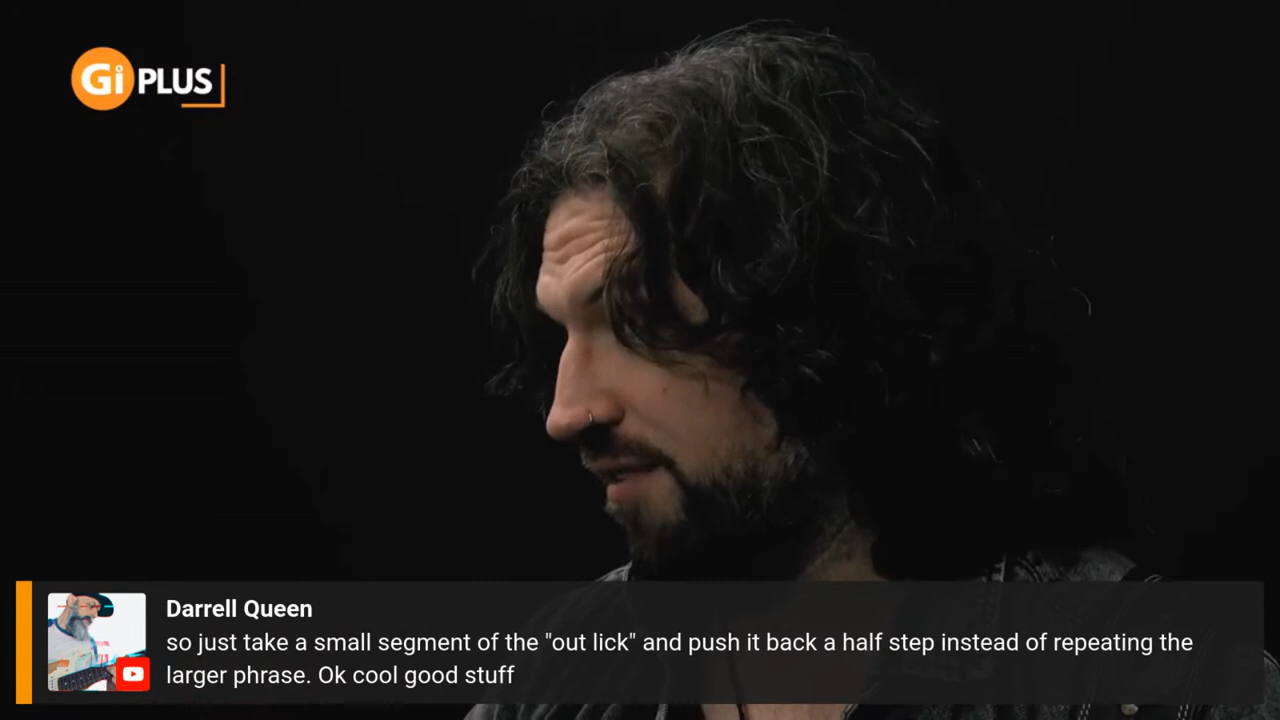 Gi PLUS
Darrell Queen
so just take a small segment of the "out lick" and push it back a half step instead of repeating the
larger phrase. Ok cool good stuff